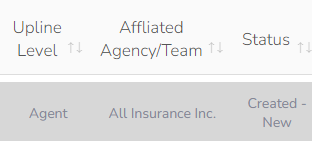 Upline
Level
Affliated
Agency/Team
Status
Agent
All Insurance Inc.
Created -
New